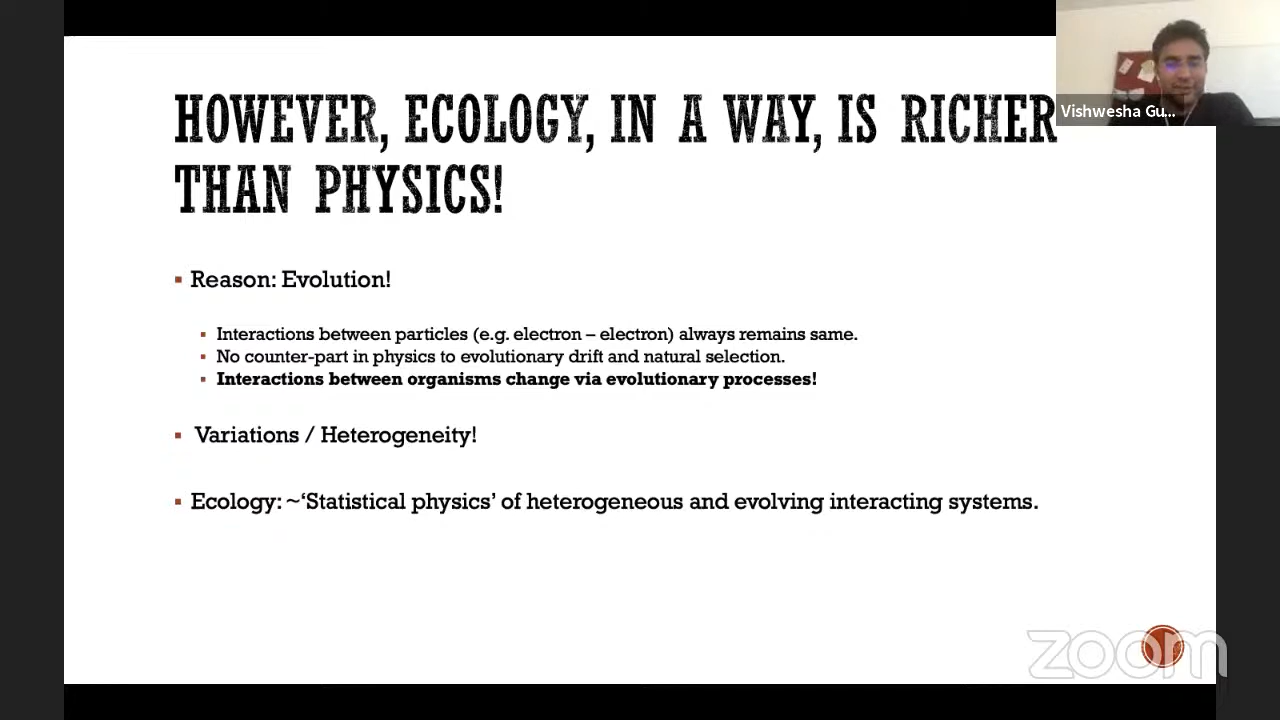 HOWEVER, ECOLOGY, IN A WAY, IS RICHER
THAN PHYSICS!
Vishwesha Gu...
▪ Reason: Evolution!
▪ Interactions between particles (e.g. electron – electron) always remains same.
▪ No counter-part in physics to evolutionary drift and natural selection.
▪ Interactions between organisms change via evolutionary processes!
▪ Variations / Heterogeneity!
▪ Ecology: ~‘Statistical physics’ of heterogeneous and evolving interacting systems.
zoom